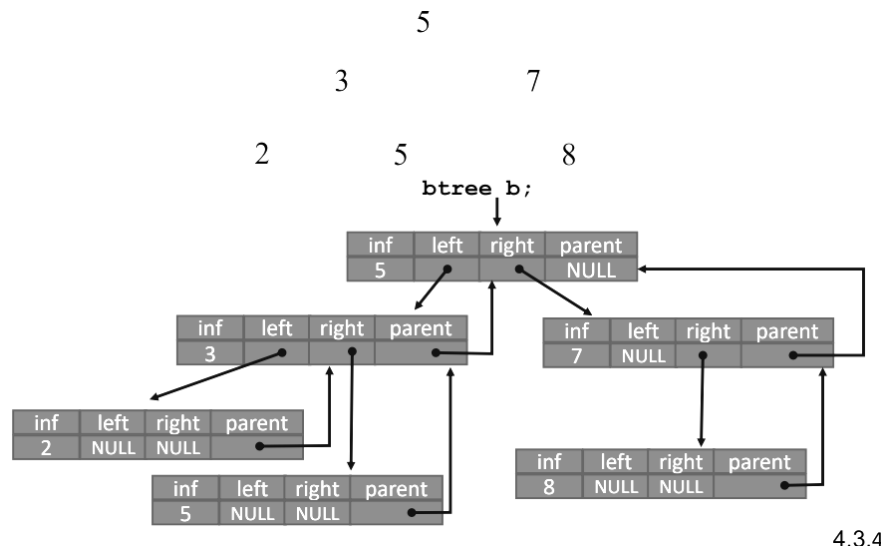 5
3 7
2 5 8
btree b;
inf left right parent
5 NULL
inf left right parent
3
inf left right parent
7 NULL
inf left right parent
2 NULL NULL
inf left right parent
8 NULL NULL
inf left right parent
5 NULL NULL
4.3.4